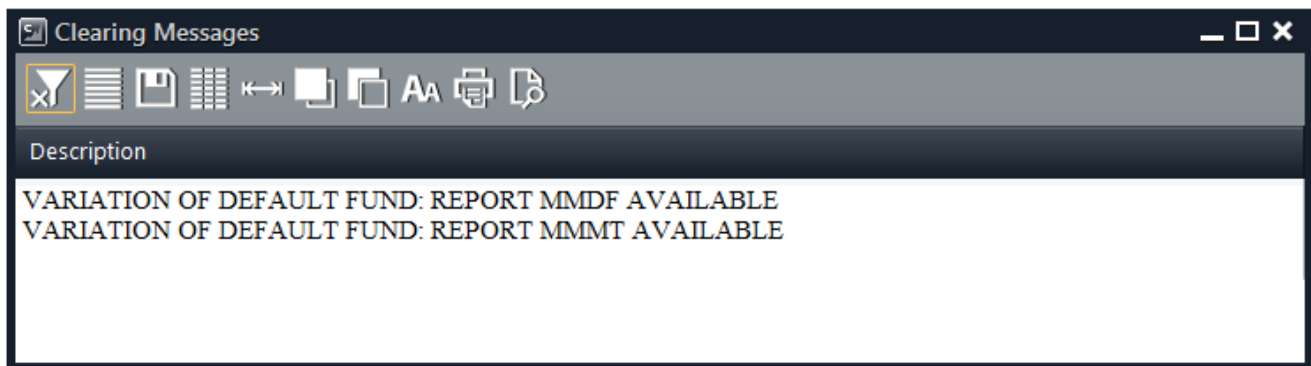 Clearing Messages
Description
VARIATION OF DEFAULT FUND: REPORT MMDF AVAILABLE
VARIATION OF DEFAULT FUND: REPORT MMMT AVAILABLE